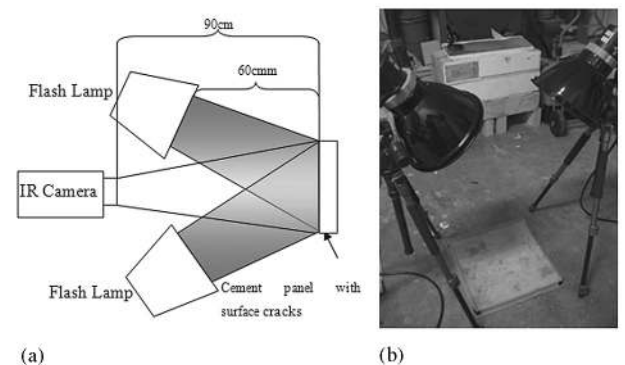 90cm
60cmm
Flash Lamp
IR Camera
Flash Lamp
Cement panel with
surface cracks
(a)
(b)